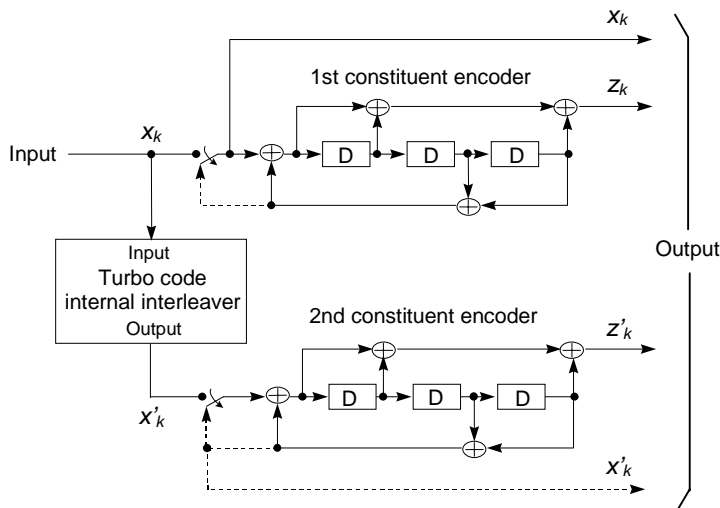 x_k
1st constituent encoder
z_k
x_k
Input
D D D
Output
Input
Turbo code
internal interleaver
Output
2nd constituent encoder
z'_k
D D D
x'_k
x'_k